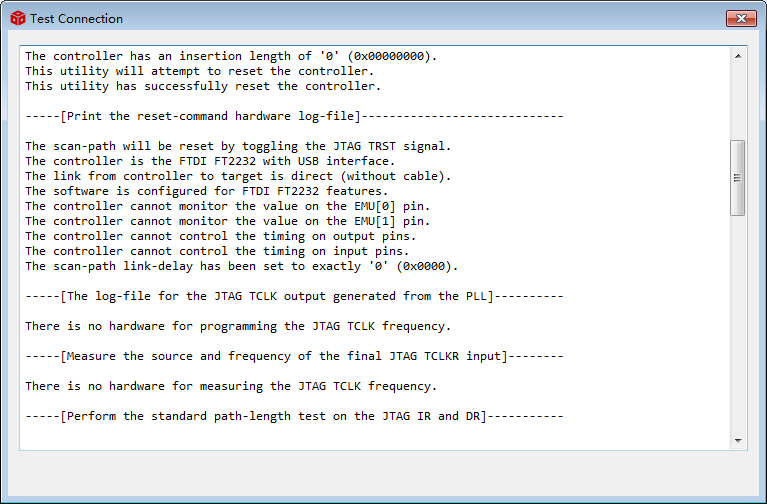 Test Connection
The controller has an insertion length of '0' (0x00000000).
This utility will attempt to reset the controller.
This utility has successfully reset the controller.
-----[Print the reset-command hardware log-file]-----------------------------
The scan-path will be reset by toggling the JTAG TRST signal.
The controller is the FTDI FT2232 with USB interface.
The link from controller to target is direct (without cable).
The software is configured for FTDI FT2232 features.
The controller cannot monitor the value on the EMU[0] pin.
The controller cannot monitor the value on the EMU[1] pin.
The controller cannot control the timing on output pins.
The controller cannot control the timing on input pins.
The scan-path link-delay has been set to exactly '0' (0x0000).
-----[The log-file for the JTAG TCLK output generated from the PLL]----------
There is no hardware for programming the JTAG TCLK frequency.
-----[Measure the source and frequency of the final JTAG TCLKR input]--------
There is no hardware for measuring the JTAG TCLK frequency.
-----[Perform the standard path-length test on the JTAG IR and DR]-----------